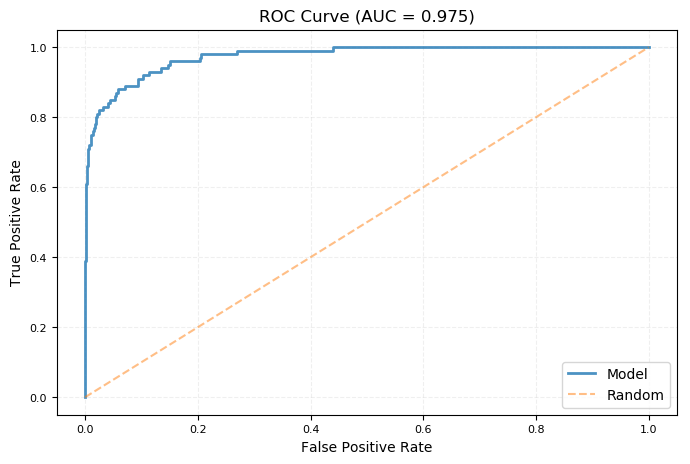 ROC Curve (AUC = 0.975)
True Positive Rate
1.0
0.8
0.6
0.4
0.2
0.0
0.0 0.2 0.4 0.6 0.8 1.0
False Positive Rate
Model
Random